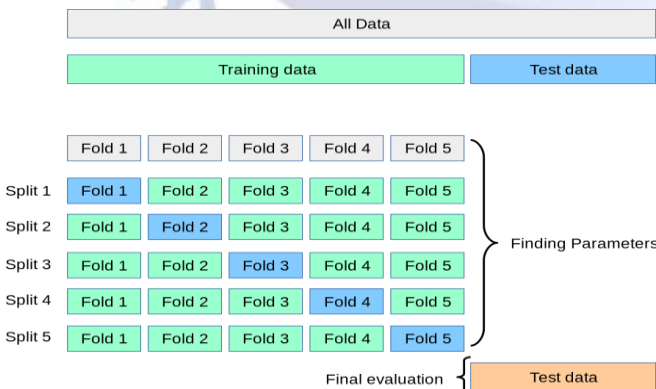 All Data
Training data Test data
Fold 1 Fold 2 Fold 3 Fold 4 Fold 5
Split 1 Fold 1 Fold 2 Fold 3 Fold 4 Fold 5
Split 2 Fold 1 Fold 2 Fold 3 Fold 4 Fold 5
Finding Parameters
Split 3 Fold 1 Fold 2 Fold 3 Fold 4 Fold 5
Split 4 Fold 1 Fold 2 Fold 3 Fold 4 Fold 5
Split 5 Fold 1 Fold 2 Fold 3 Fold 4 Fold 5
Final evaluation Test data